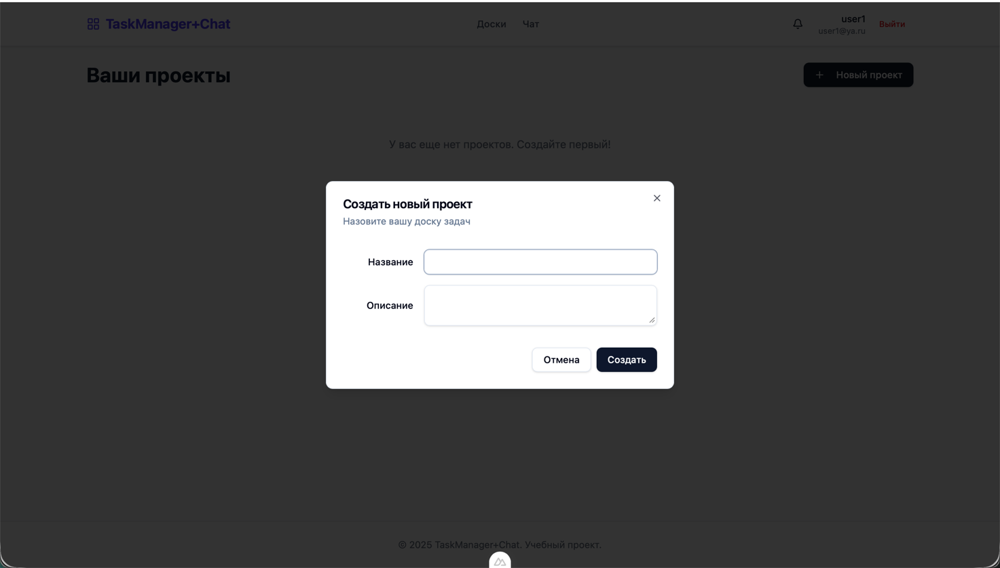 TaskManager+Chat
Доски
Чат
user1
user1@ya.ru
Выйти
Ваши проекты
Новый проект
У вас еще нет проектов. Создайте первый!
Создать новый проект
Назовите вашу доску задач
Название
Описание
Отмена
Создать
© 2025 TaskManager+Chat. Учебный проект.